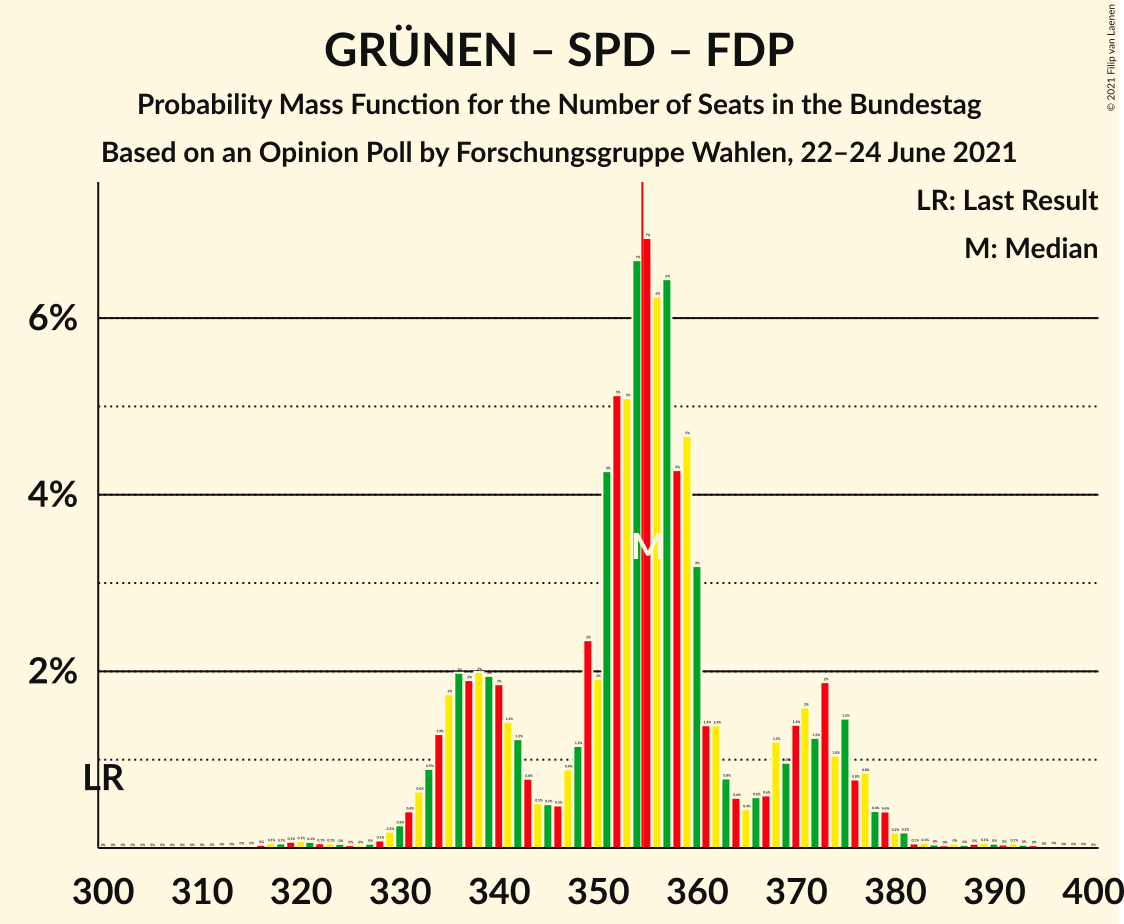 GRÜNEN – SPD – FDP
Probability Mass Function for the Number of Seats in the Bundestag
Based on an Opinion Poll by Forschungsgruppe Wahlen, 22–24 June 2021
© 2021 Filip van Laenen
LR: Last Result
M: Median
6%
4%
2%
LR
M
300 310 320 330 340 350 360 370 380 390 400